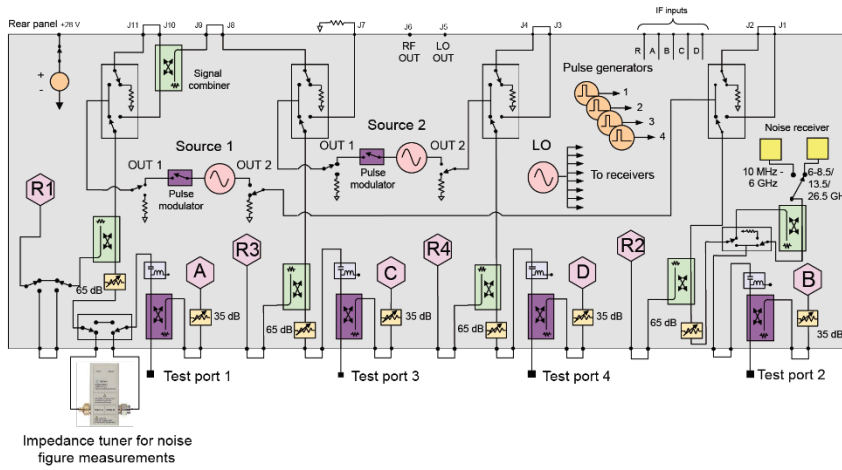 Rear panel +28 V
J11 J10 J9 J8 J7 J6 J5 J4 J3 J2 J1
RF
OUT
LO
OUT
IF inputs
R A B C D
+
-
Signal
combiner
Pulse generators
1
2
3
4
Source 1
OUT 1
OUT 2
Pulse
modulator
Source 2
OUT 1
OUT 2
Pulse
modulator
LO
To receivers
Noise receiver
10 MHz -
6 GHz
6-8.5/
13.5/
26.5 GH
R1
A
R3
C
R4
D
R2
B
65 dB
35 dB
65 dB
35 dB
65 dB
35 dB
65 dB
35 dB
Test port 1
Test port 3
Test port 4
Test port 2
Impedance tuner for noise
figure measurements